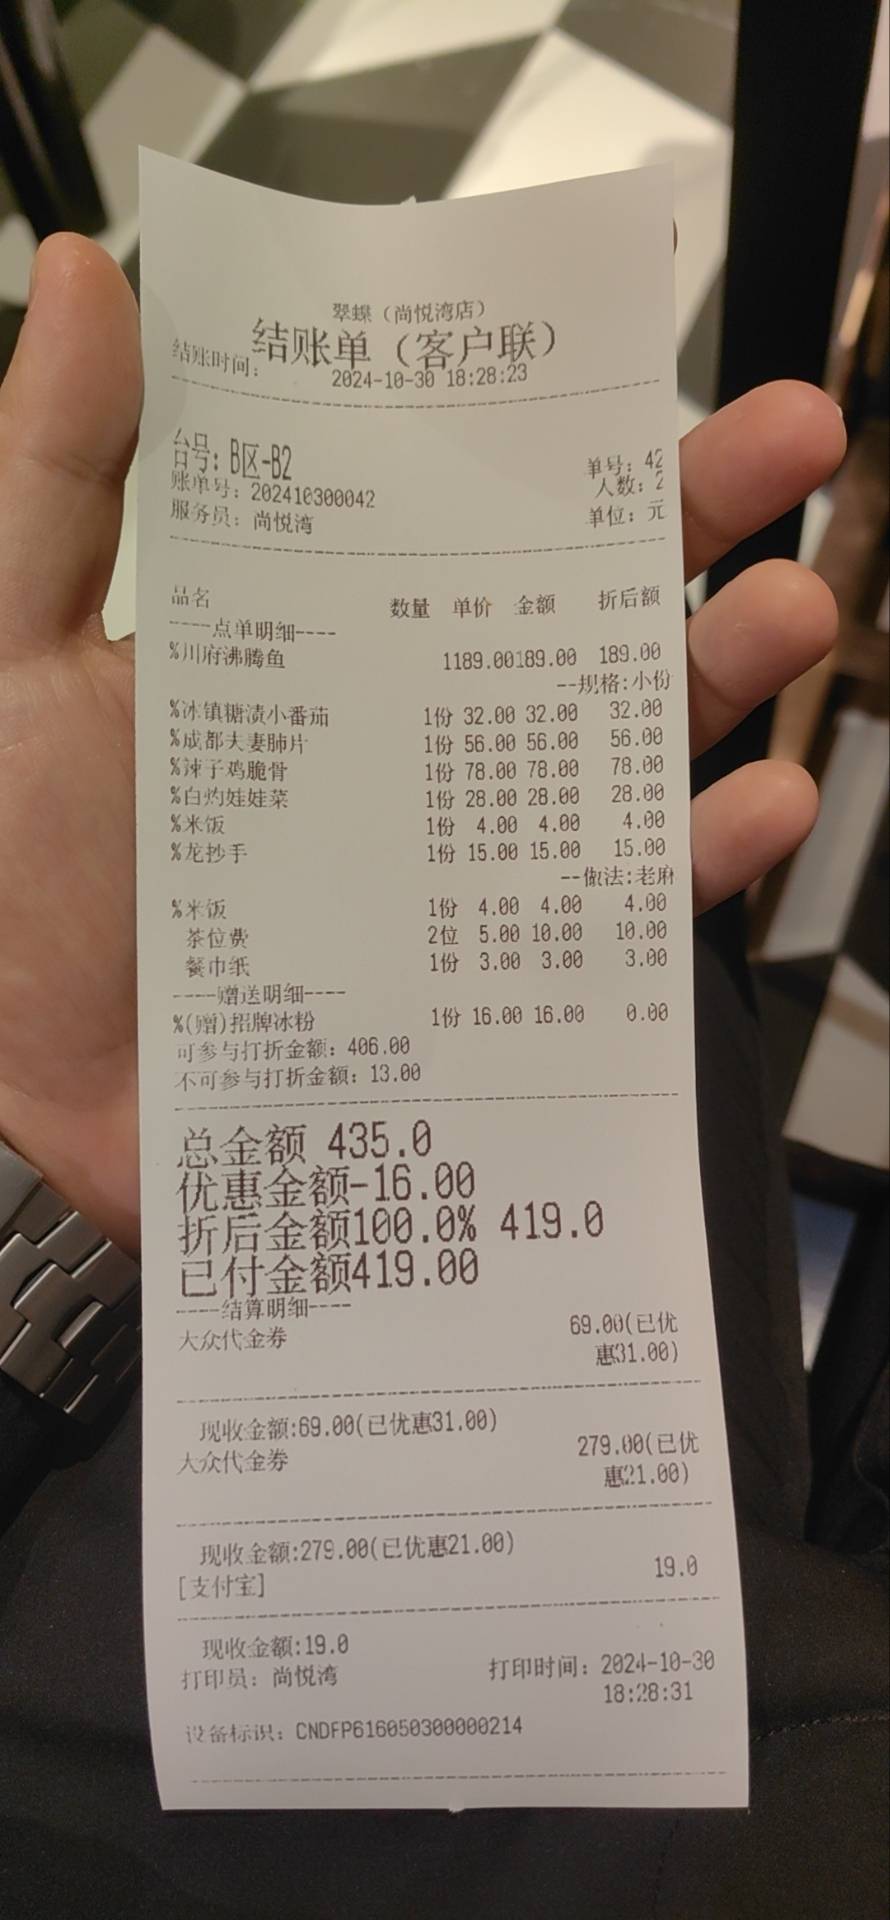 翠蝶（尚悦湾店）
结账单（客户联）
结账时间： 2024-10-30 18:28:23
台号：B区-B2
单号：42
账单号：202410300042
人数：2
服务员：尚悦湾
单位：元
品名 数量 单价 金额 折后额
----点单明细----
%川府沸腾鱼 1189.00189.00 189.00
--规格:小份
%冰镇糖渍小番茄 1份 32.00 32.00 32.00
%成都夫妻肺片 1份 56.00 56.00 56.00
%辣子鸡脆骨 1份 78.00 78.00 78.00
%白灼娃娃菜 1份 28.00 28.00 28.00
%米饭 1份 4.00 4.00 4.00
%龙抄手 1份 15.00 15.00 15.00
--做法:老麻
%米饭 1份 4.00 4.00 4.00
茶位费 2位 5.00 10.00 10.00
餐巾纸 1份 3.00 3.00 3.00
----赠送明细----
%(赠)招牌冰粉 1份 16.00 16.00 0.00
可参与打折金额：406.00
不可参与打折金额：13.00
总金额 435.0
优惠金额-16.00
折后金额100.0% 419.0
已付金额419.00
----结算明细----
大众代金券 69.00(已优
惠31.00)
现收金额:69.00(已优惠31.00)
大众代金券 279.00(已优
惠21.00)
现收金额:279.00(已优惠21.00)
[支付宝] 19.0
现收金额:19.0
打印员：尚悦湾 打印时间：2024-10-30
18:28:31
设备标识：CNDFP616050300000214